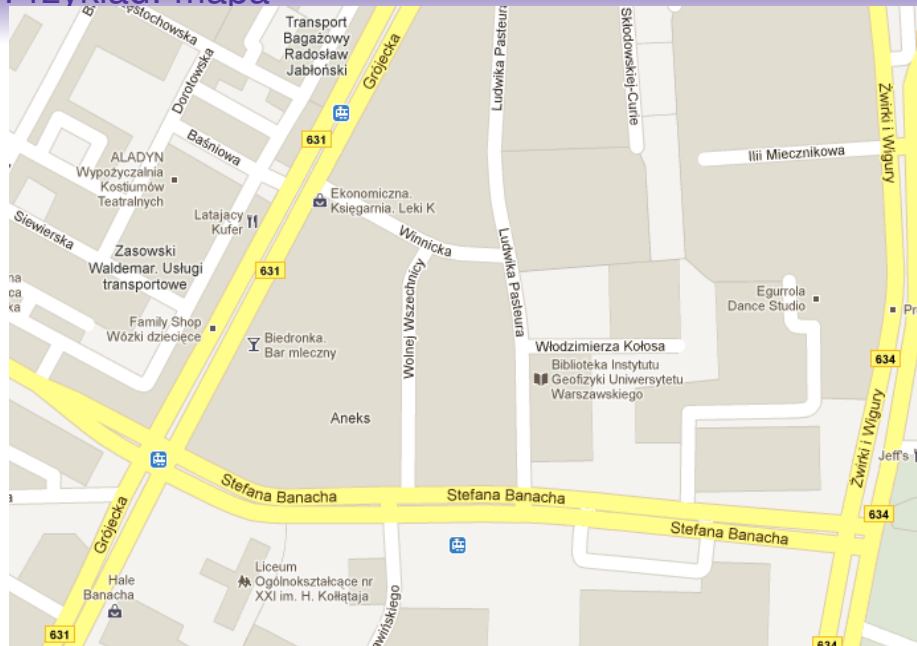 Przykład: mapa
Transport
Bagażowy
Radosław
Jabłoński
Dorotowska
Grójecka
Ludwika Pasteura
Skłodowskiej-Curie
Żwirki i Wigury
631
Baśniowa
Ilii Miecznikowa
ALADYN
Wypożyczalnia
Kostiumów
Teatralnych
Ekonomiczna.
Księgarnia. Leki K
Siewierska
Latajacy
Kufer
Winnicka
Ludwika Pasteura
Zasowski
Waldemar. Usługi
transportowe
631
Egurrola
Dance Studio
Family Shop
Wózki dziecięce
Biedronka.
Bar mleczny
Wolnej Wszechnicy
Włodzimierza Kołosa
634
Biblioteka Instytutu
Geofizyki Uniwersytetu
Warszawskiego
Aneks
Żwirki i Wigury
Jeff's
Stefana Banacha
Stefana Banacha
Stefana Banacha
634
Grójecka
Liceum
Ogólnokształcące nr
XXI im. H. Kołłątaja
Hale
Banacha
631
634